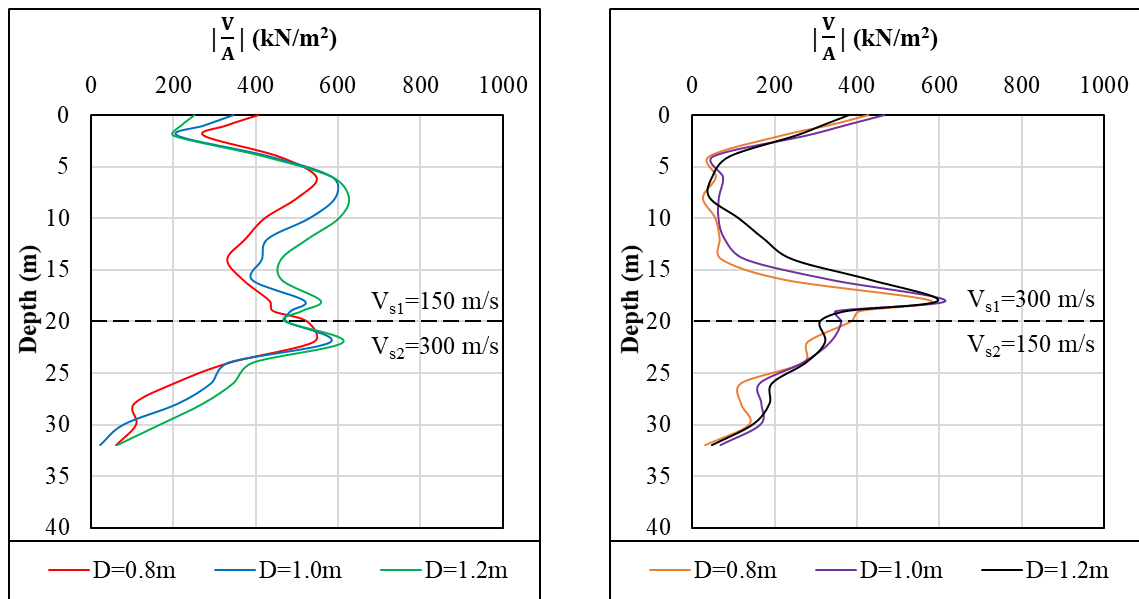 |V/A| (kN/m²)
0 200 400 600 800 1000
0
5
10
15
20
25
30
35
40
Depth (m)
Vs1=150 m/s
Vs2=300 m/s
D=0.8m D=1.0m D=1.2m
|V/A| (kN/m²)
0 200 400 600 800 1000
0
5
10
15
20
25
30
35
40
Depth (m)
Vs1=300 m/s
Vs2=150 m/s
D=0.8m D=1.0m D=1.2m